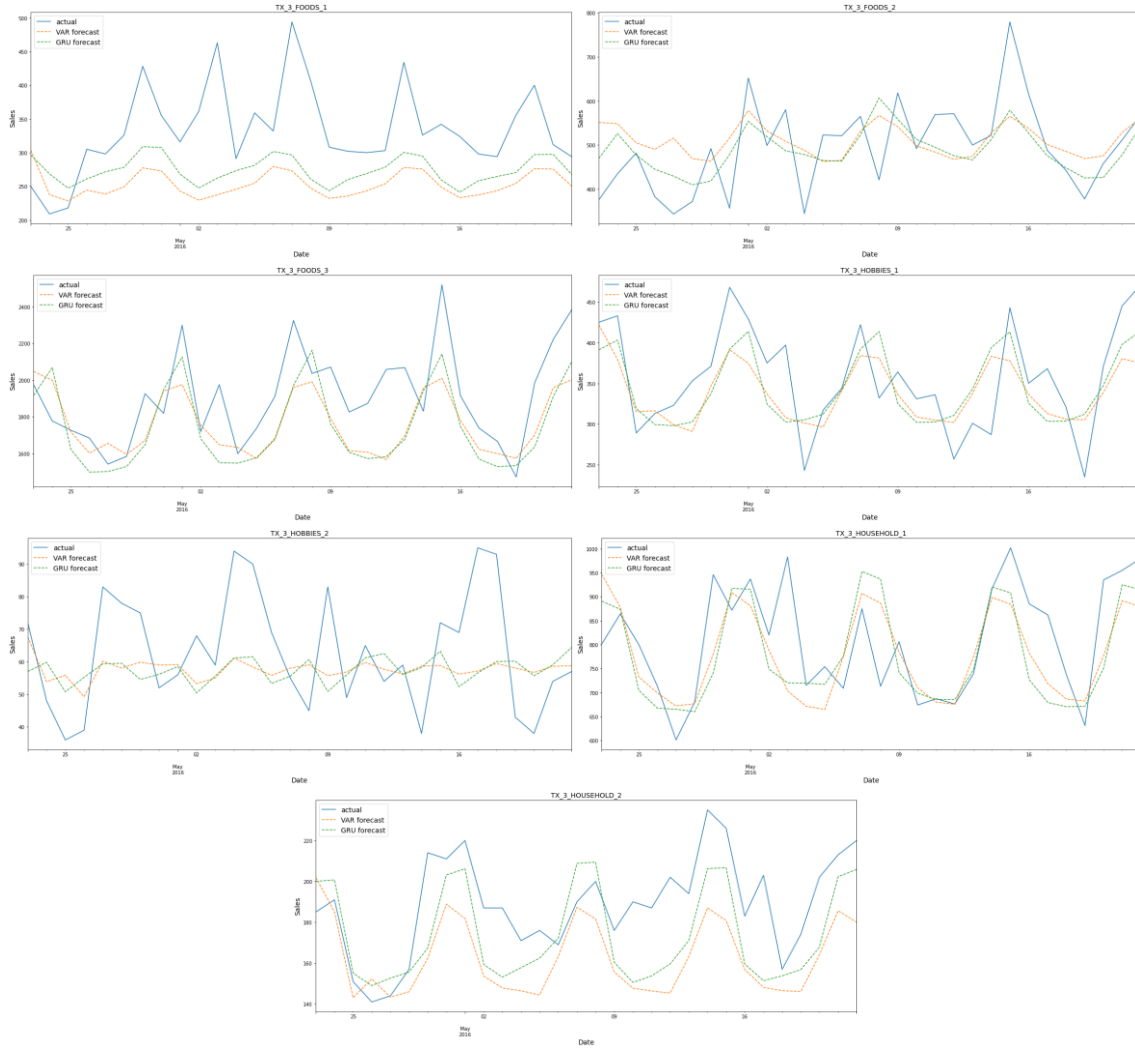 TX_3_FOODS_1
actual
VAR forecast
GRU forecast
500
450
400
350
300
250
200
Sales
25
02
09
16
May
2016
Date
TX_3_FOODS_2
actual
VAR forecast
GRU forecast
800
700
600
500
400
Sales
25
02
09
16
May
2016
Date
TX_3_FOODS_3
actual
VAR forecast
GRU forecast
2400
2200
2000
1800
1600
Sales
25
02
09
16
May
2016
Date
TX_3_HOBBIES_1
actual
VAR forecast
GRU forecast
450
400
350
300
250
Sales
25
02
09
16
May
2016
Date
TX_3_HOBBIES_2
actual
VAR forecast
GRU forecast
90
80
70
60
50
40
Sales
25
02
09
16
May
2016
Date
TX_3_HOUSEHOLD_1
actual
VAR forecast
GRU forecast
1000
950
900
850
800
750
700
650
600
Sales
25
02
09
16
May
2016
Date
TX_3_HOUSEHOLD_2
actual
VAR forecast
GRU forecast
220
200
180
160
140
Sales
25
02
09
16
May
2016
Date